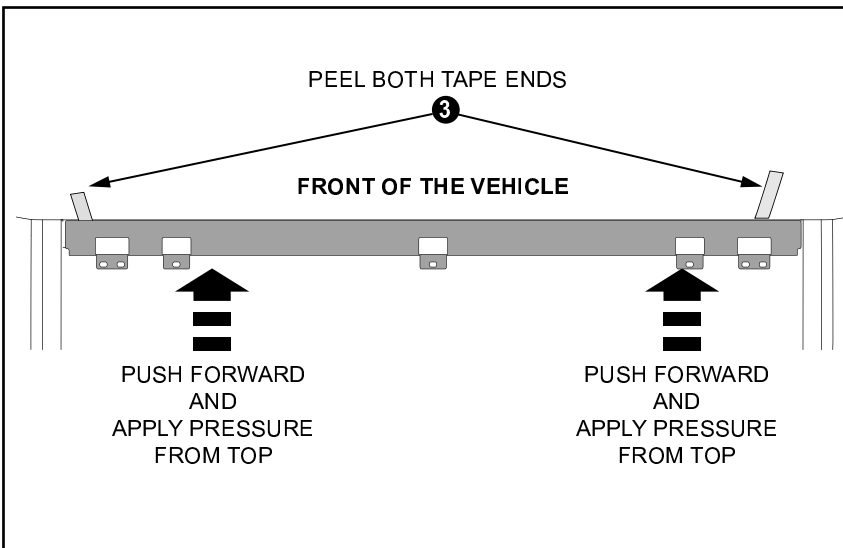 PEEL BOTH TAPE ENDS
3
FRONT OF THE VEHICLE
PUSH FORWARD
AND
APPLY PRESSURE
FROM TOP
PUSH FORWARD
AND
APPLY PRESSURE
FROM TOP